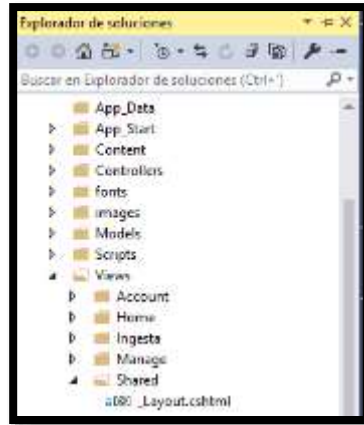 Explorador de soluciones
Buscar en Explorador de soluciones (Ctrl+')
App_Data
App_Start
Content
Controllers
fonts
images
Models
Scripts
Views
Account
Home
Ingesta
Manage
Shared
_Layout.cshtml